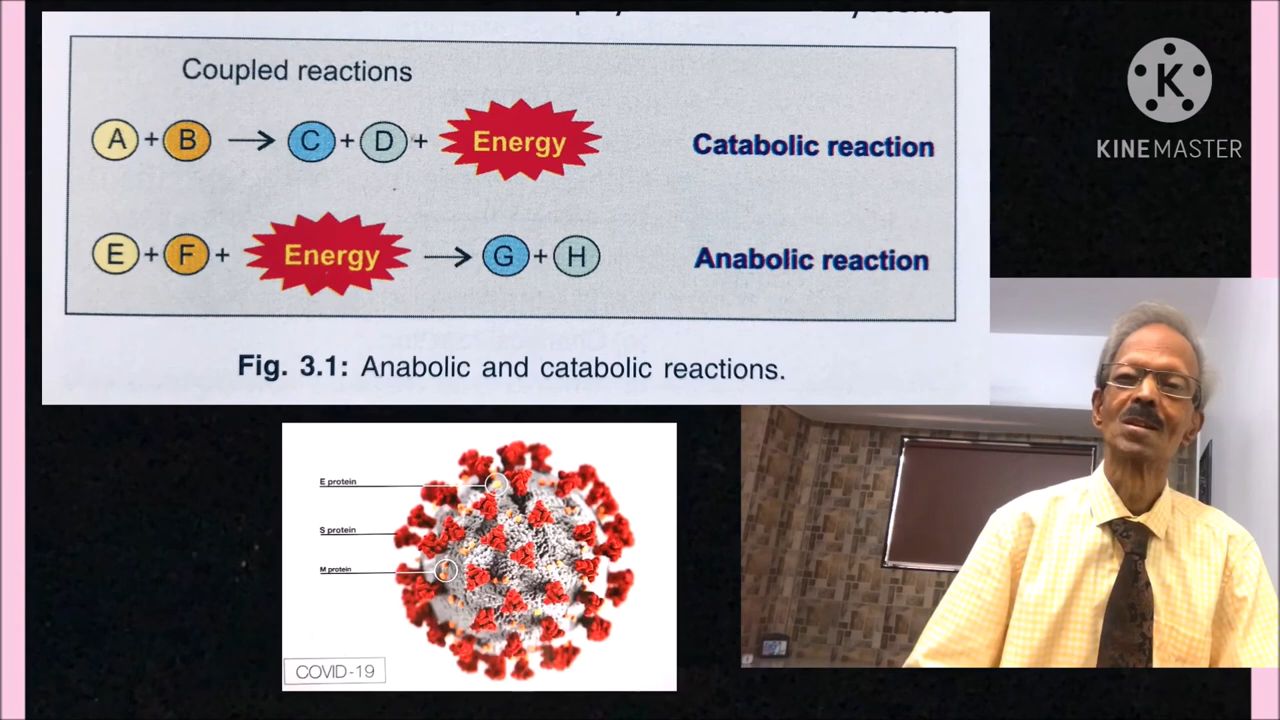 Coupled reactions
A + B → C + D + Energy Catabolic reaction
E + F + Energy → G + H Anabolic reaction
Fig. 3.1: Anabolic and catabolic reactions.
K
KINEMASTER
E protein
S protein
M protein
COVID-19